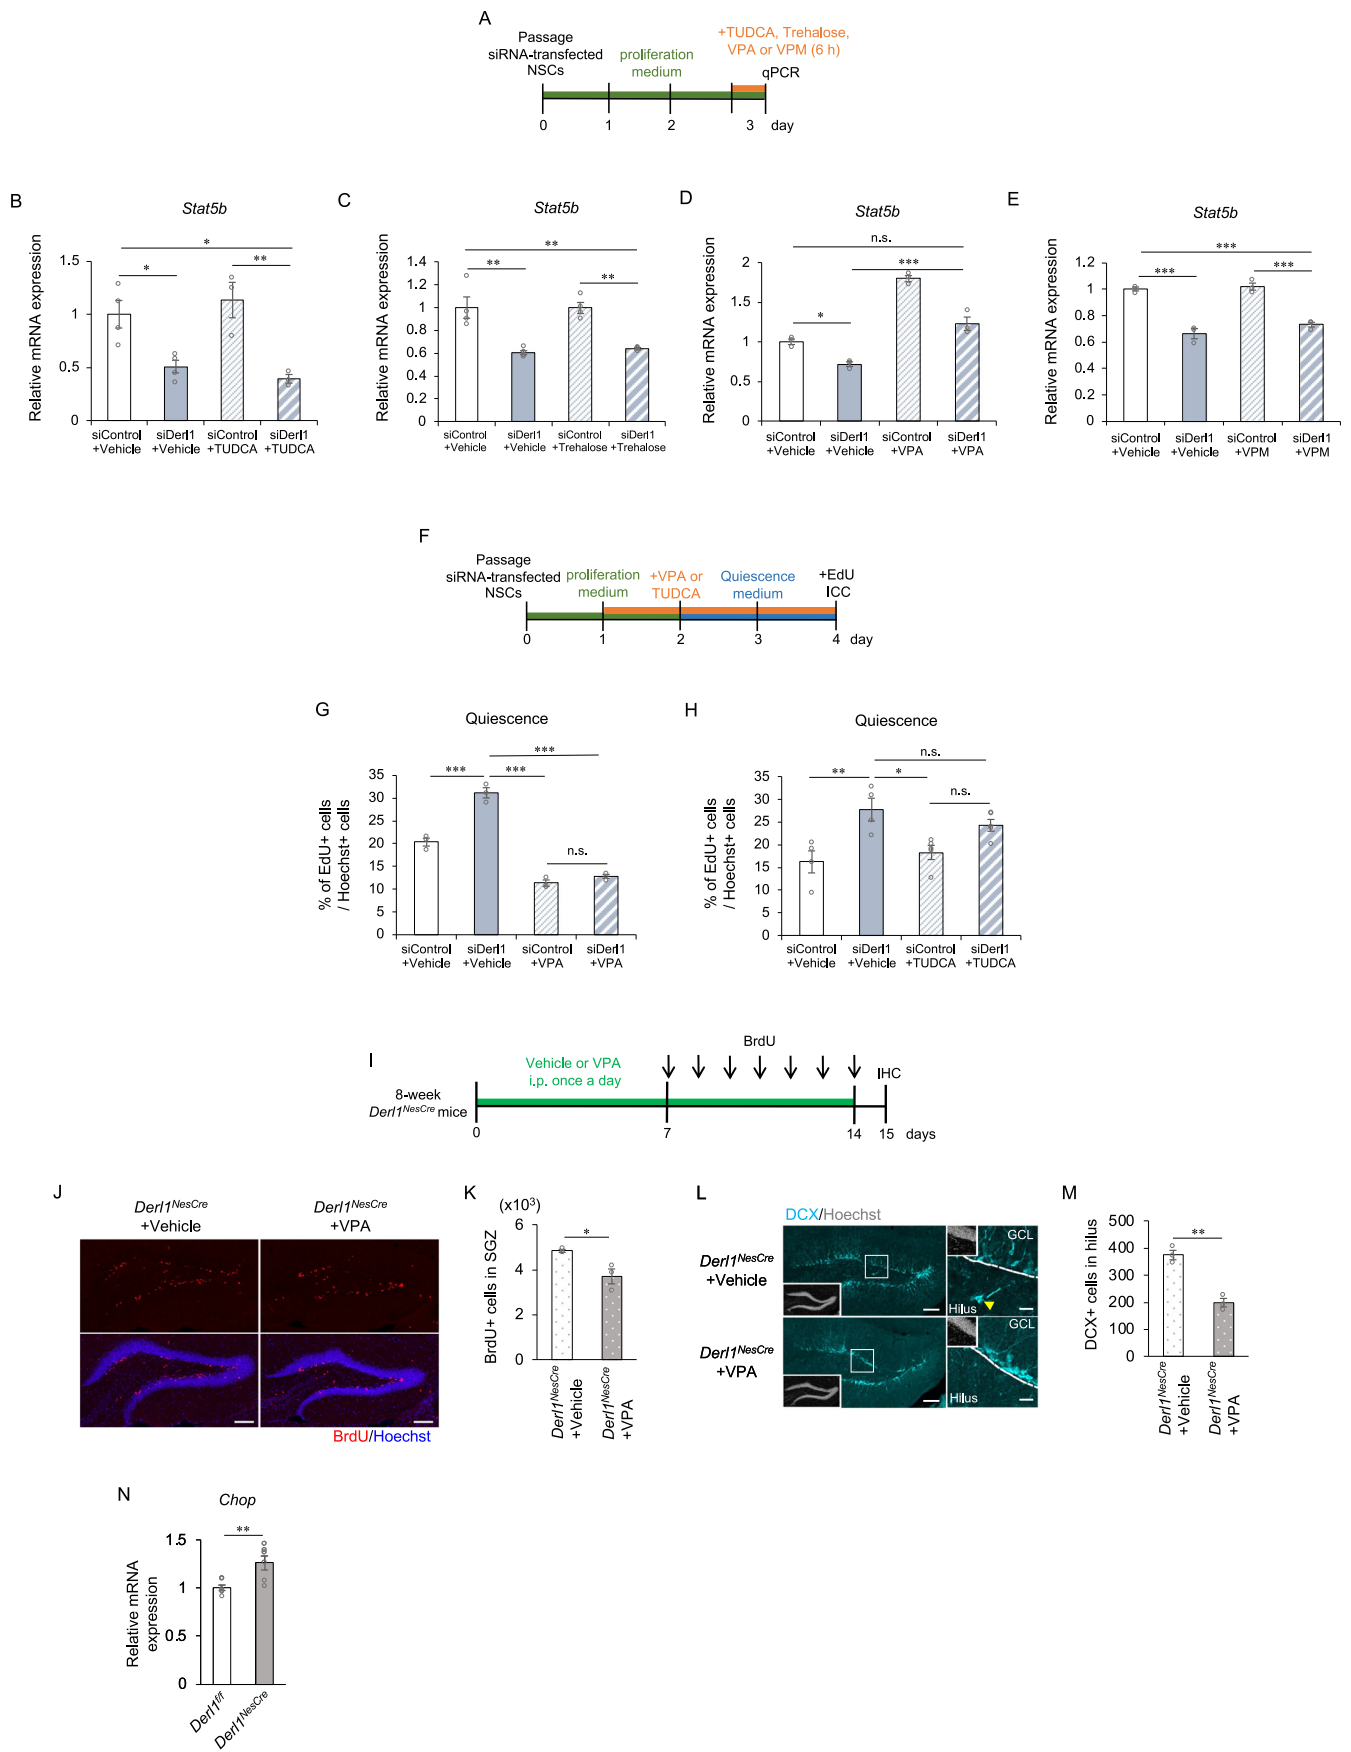 A
Passage
siRNA-transfected
NSCs
proliferation
medium
+TUDCA, Trehalose,
VPA or VPM (6 h)
qPCR
0 1 2 3 day
B
Stat5b
Relative mRNA expression
1.5
1
0.5
0
*
*
**
siControl
+Vehicle
siDerl1
+Vehicle
siControl
+TUDCA
siDerl1
+TUDCA
C
Stat5b
Relative mRNA expression
1.4
1.2
1
0.8
0.6
0.4
0.2
0
**
**
**
siControl
+Vehicle
siDerl1
+Vehicle
siControl
+Trehalose
siDerl1
+Trehalose
D
Stat5b
Relative mRNA expression
2
1.5
1
0.5
0
n.s.
***
*
siControl
+Vehicle
siDerl1
+Vehicle
siControl
+VPA
siDerl1
+VPA
E
Stat5b
Relative mRNA expression
1.2
1
0.8
0.6
0.4
0.2
0
***
***
***
siControl
+Vehicle
siDerl1
+Vehicle
siControl
+VPM
siDerl1
+VPM
F
Passage
siRNA-transfected
NSCs
proliferation
medium
+VPA or
TUDCA
Quiescence
medium
+EdU
ICC
0 1 2 3 4 day
G
Quiescence
% of EdU+ cells
/ Hoechst+ cells
35
30
25
20
15
10
5
0
***
***
***
n.s.
siControl
+Vehicle
siDerl1
+Vehicle
siControl
+VPA
siDerl1
+VPA
H
Quiescence
% of EdU+ cells
/ Hoechst+ cells
35
30
25
20
15
10
5
0
n.s.
**
*
n.s.
siControl
+Vehicle
siDerl1
+Vehicle
siControl
+TUDCA
siDerl1
+TUDCA
I
8-week
Derl1NesCre mice
Vehicle or VPA
i.p. once a day
BrdU
IHC
0 7 14 15 days
J
Derl1NesCre
+Vehicle
Derl1NesCre
+VPA
BrdU/Hoechst
K
(x10³)
BrdU+ cells in SGZ
6
4
2
0
*
Derl1NesCre
+Vehicle
Derl1NesCre
+VPA
L
DCX/Hoechst
Derl1NesCre
+Vehicle
GCL
Hilus
Derl1NesCre
+VPA
GCL
Hilus
M
DCX+ cells in hilus
500
400
300
200
100
0
**
Derl1NesCre
+Vehicle
Derl1NesCre
+VPA
N
Chop
Relative mRNA
expression
1.5
1
0.5
0
**
Derl1f/f
Derl1NesCre